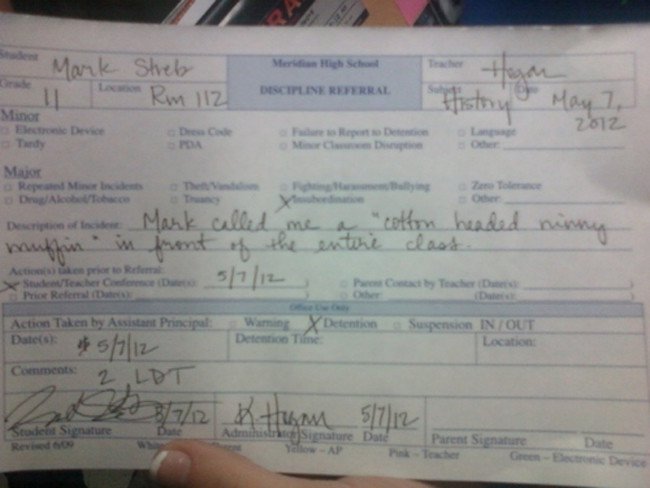 Student Mark Streb Meridian High School Teacher Hogan
Grade 11 Location Rm 112 DISCIPLINE REFERRAL Subject History Date May 7, 2012
Minor
Electronic Device Dress Code Failure to Report to Detention Language
Tardy PDA Minor Classroom Disruption Other:
Major
Repeated Minor Incidents Theft/Vandalism Fighting/Harassment/Bullying Zero Tolerance
Drug/Alcohol/Tobacco Truancy X Insubordination Other:
Description of Incident: Mark called me a "cotton headed ninny
muffin" in front of the entire class.
Action(s) taken prior to Referral:
X Student/Teacher Conference (Date(s): 5/7/12 ) Parent Contact by Teacher (Date(s): )
Prior Referral (Date(s): ) Other: (Date(s): )
Office Use Only
Action Taken by Assistant Principal: Warning X Detention Suspension IN / OUT
Date(s): 5/7/12 Detention Time: Location:
Comments: 2 LDT
5/7/12 K Hogan 5/7/12
Student Signature Date Administrator Signature Date Parent Signature Date
Revised 6/09 Yellow – AP Pink – Teacher Green – Electronic Device